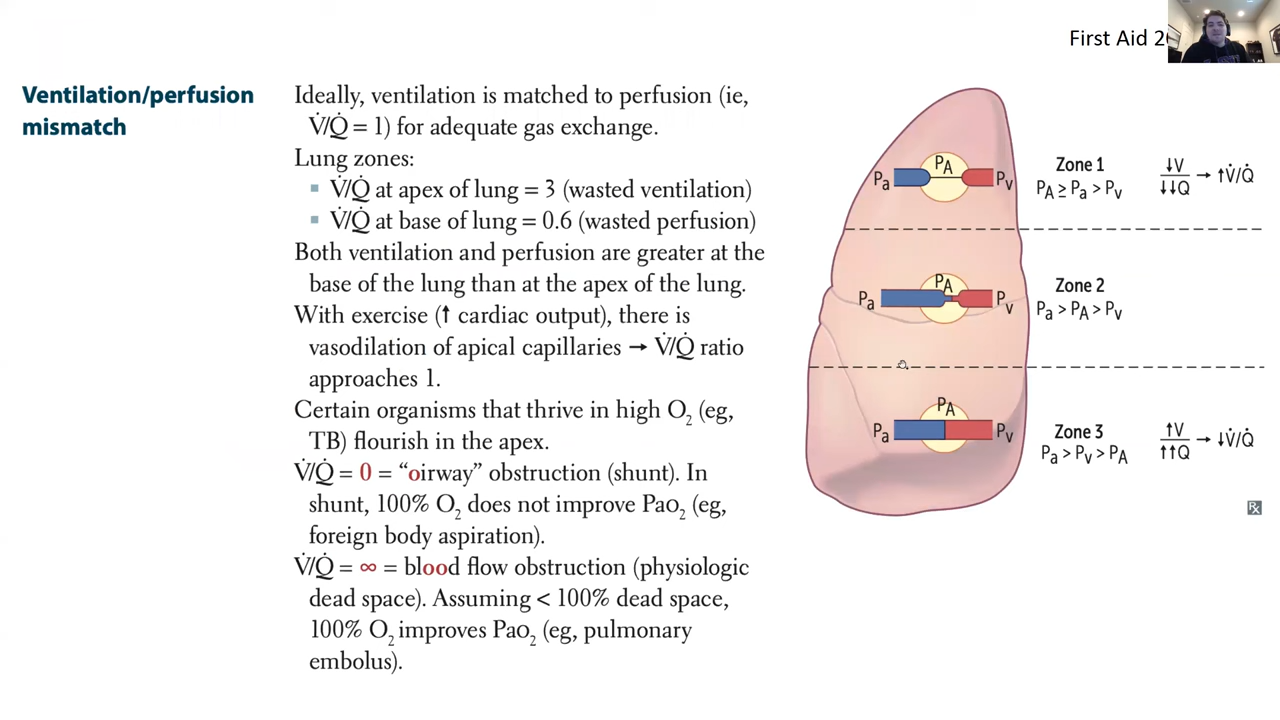 First Aid 2
Ventilation/perfusion
mismatch
Ideally, ventilation is matched to perfusion (ie,
V̇/Q̇ = 1) for adequate gas exchange.
Lung zones:
▪ V̇/Q̇ at apex of lung = 3 (wasted ventilation)
▪ V̇/Q̇ at base of lung = 0.6 (wasted perfusion)
Both ventilation and perfusion are greater at the
base of the lung than at the apex of the lung.
With exercise (↑ cardiac output), there is
vasodilation of apical capillaries → V̇/Q̇ ratio
approaches 1.
Certain organisms that thrive in high O₂ (eg,
TB) flourish in the apex.
V̇/Q̇ = 0 = “oirway” obstruction (shunt). In
shunt, 100% O₂ does not improve PaO₂ (eg,
foreign body aspiration).
V̇/Q̇ = ∞ = blood flow obstruction (physiologic
dead space). Assuming < 100% dead space,
100% O₂ improves PaO₂ (eg, pulmonary
embolus).
PA
Pa
Pv
Zone 1
PA ≥ Pa > Pv
↓V
↓↓Q
→ ↑V̇/Q̇
PA
Pa
Pv
Zone 2
Pa > PA > Pv
PA
Pa
Pv
Zone 3
Pa > Pv > PA
↑V
↑↑Q
→ ↓V̇/Q̇
Rx